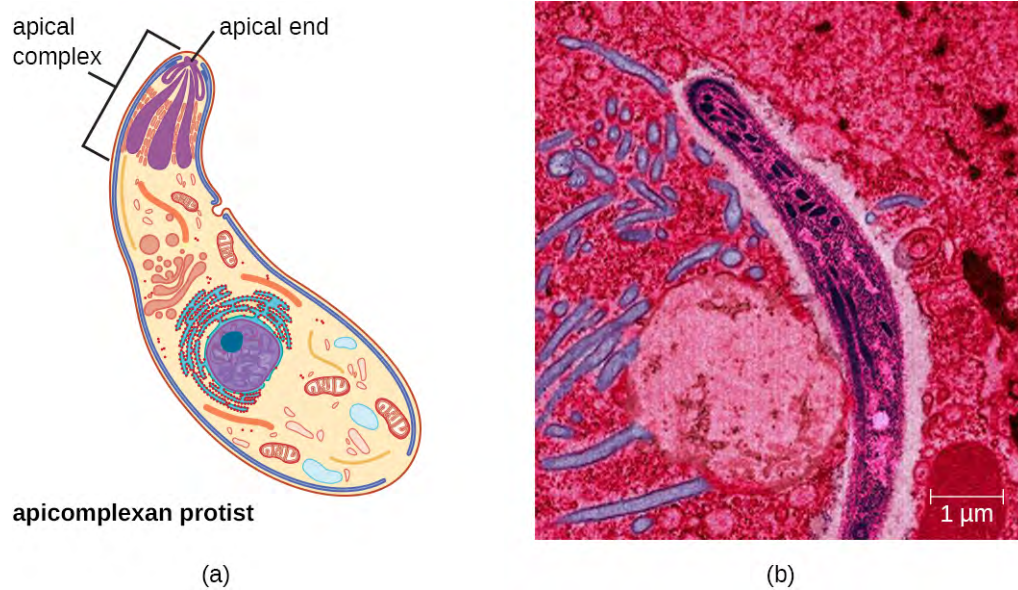 apical
complex
apical end
apicomplexan protist
1 μm
(a)
(b)